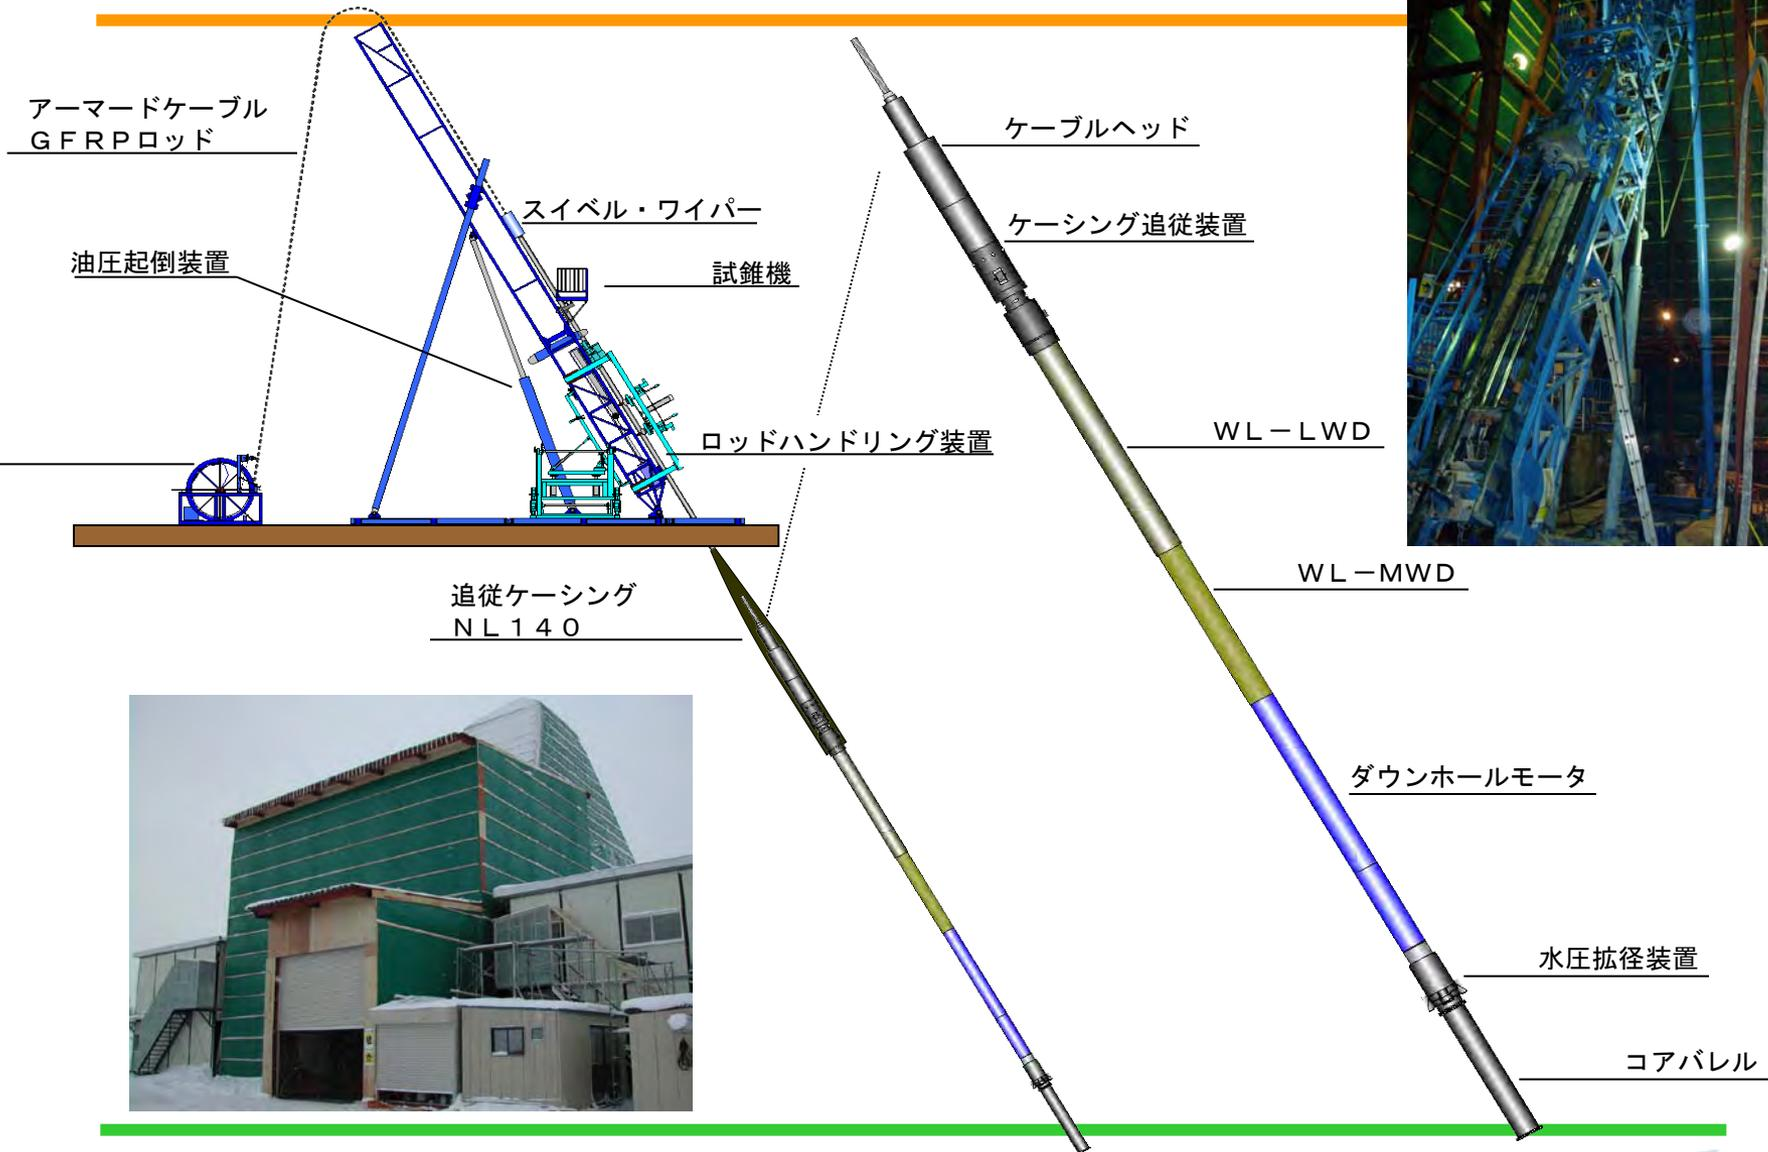 アーマードケーブル
ＧＦＲＰロッド
ケーブルヘッド
スイベル・ワイパー
ケーシング追従装置
油圧起倒装置
試錐機
ＷＬ－ＬＷＤ
ロッドハンドリング装置
ＷＬ－ＭＷＤ
追従ケーシング
ＮＬ１４０
ダウンホールモータ
水圧拡径装置
コアバレル